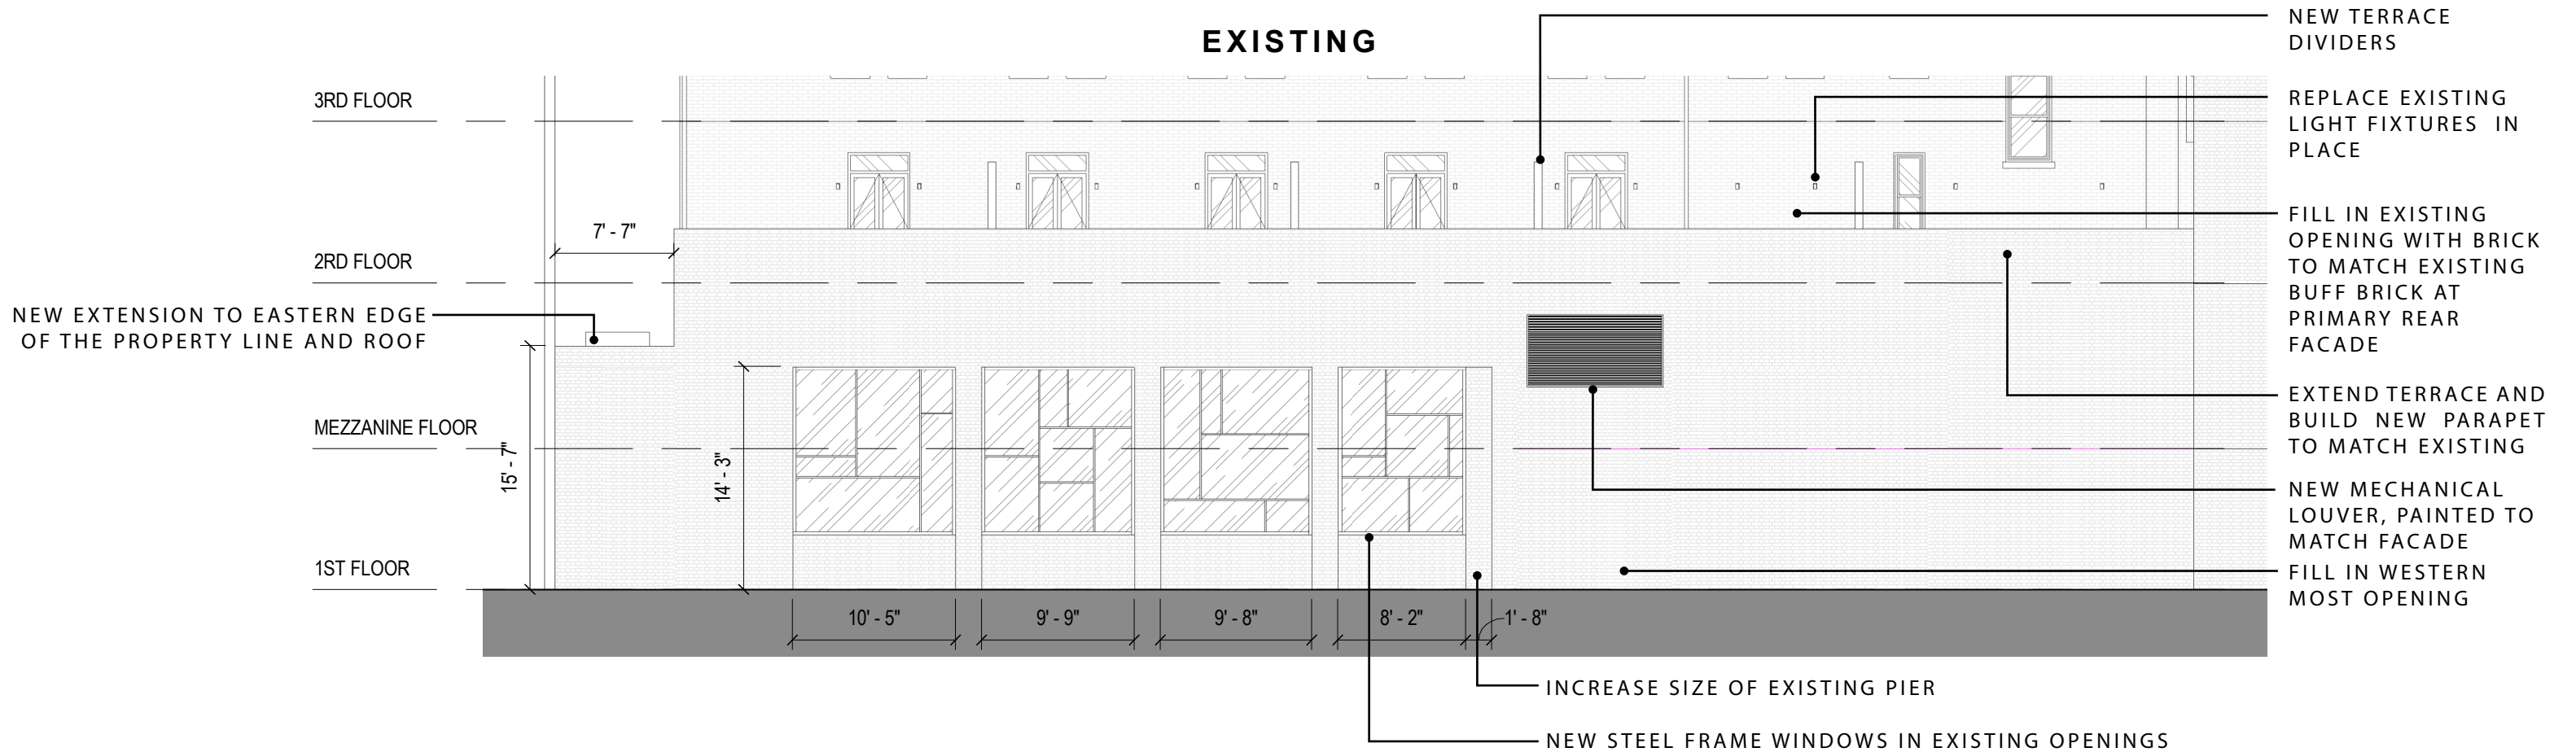 EXISTING
NEW TERRACE
DIVIDERS
3RD FLOOR
REPLACE EXISTING
LIGHT FIXTURES IN
PLACE
FILL IN EXISTING
OPENING WITH BRICK
TO MATCH EXISTING
BUFF BRICK AT
PRIMARY REAR
FACADE
7' - 7"
2RD FLOOR
NEW EXTENSION TO EASTERN EDGE
OF THE PROPERTY LINE AND ROOF
EXTEND TERRACE AND
BUILD NEW PARAPET
TO MATCH EXISTING
MEZZANINE FLOOR
15' - 7"
14' - 3"
NEW MECHANICAL
LOUVER, PAINTED TO
MATCH FACADE
1ST FLOOR
FILL IN WESTERN
MOST OPENING
10' - 5"
9' - 9"
9' - 8"
8' - 2"
1' - 8"
INCREASE SIZE OF EXISTING PIER
NEW STEEL FRAME WINDOWS IN EXISTING OPENINGS